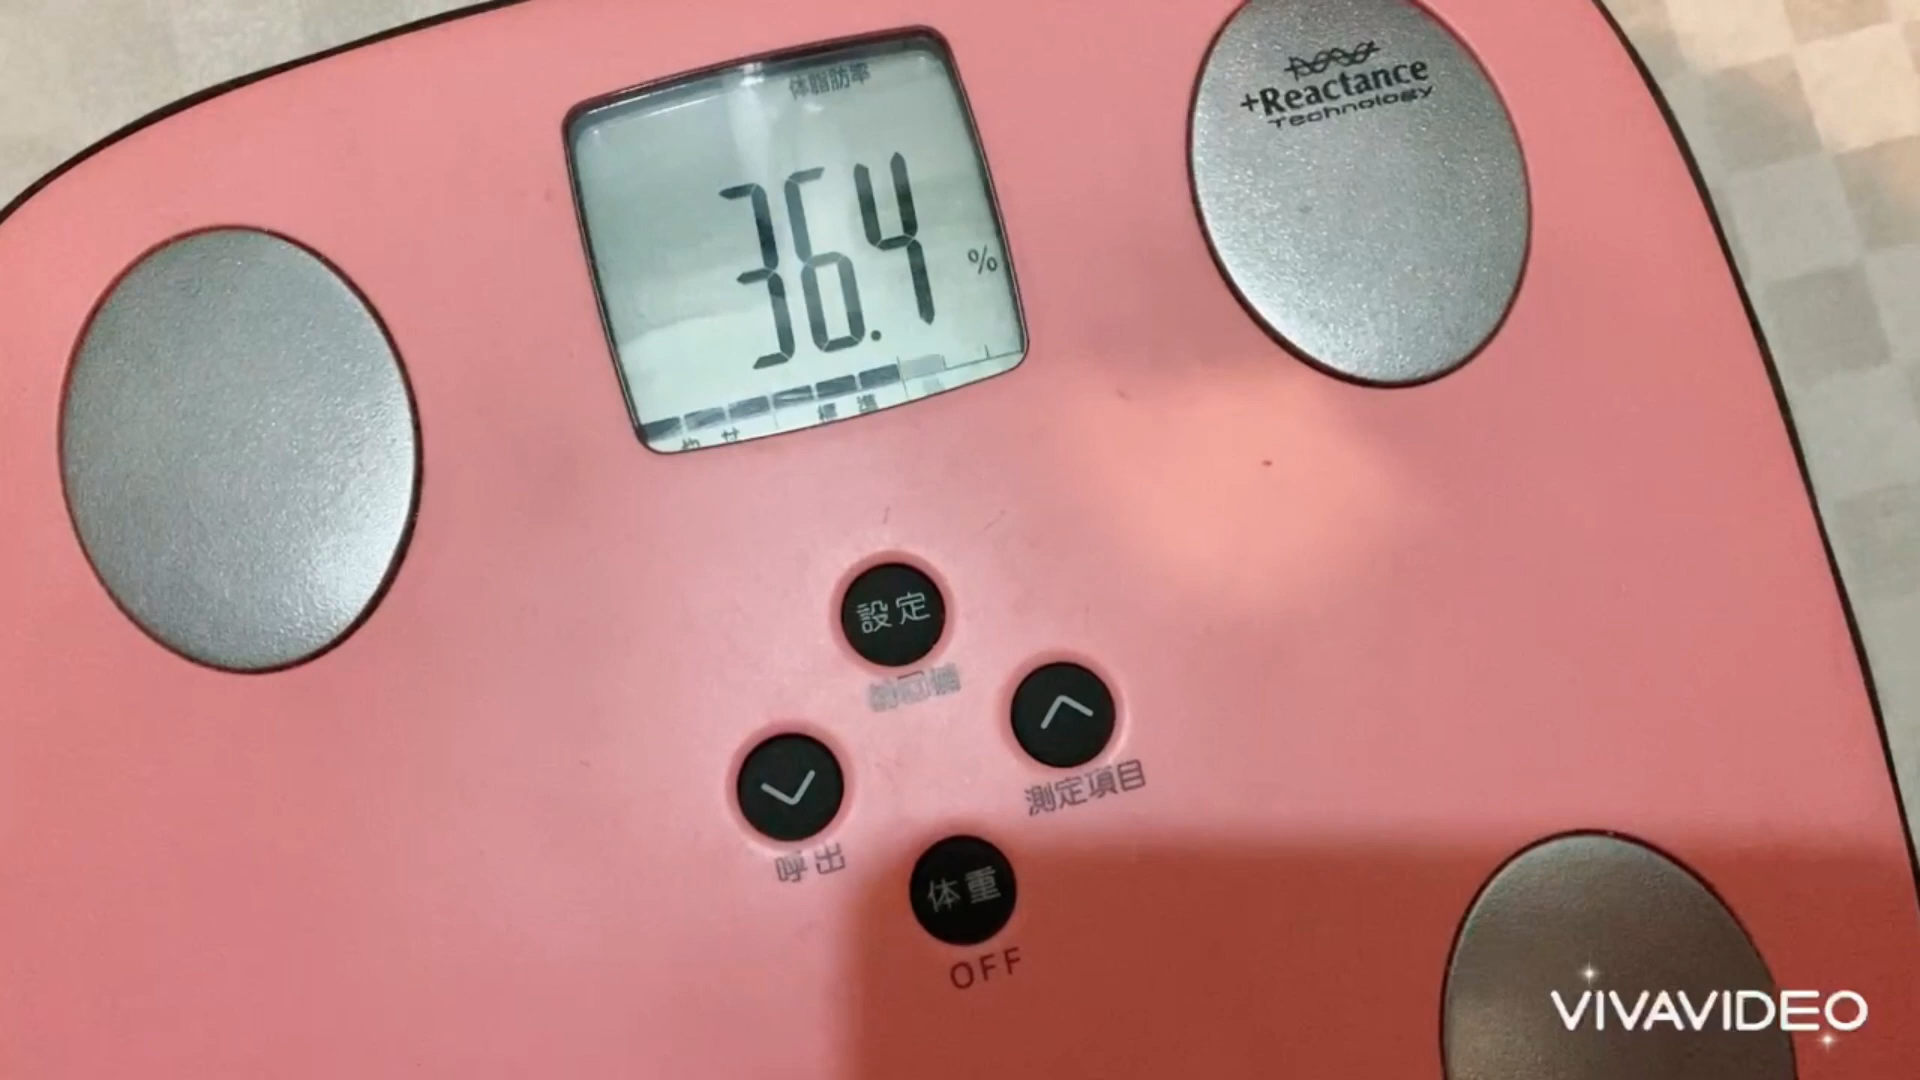 体脂肪率
36.4
%
標準
+Reactance
Technology
設定
測定項目
呼出
体重
OFF
VIVAVIDEO